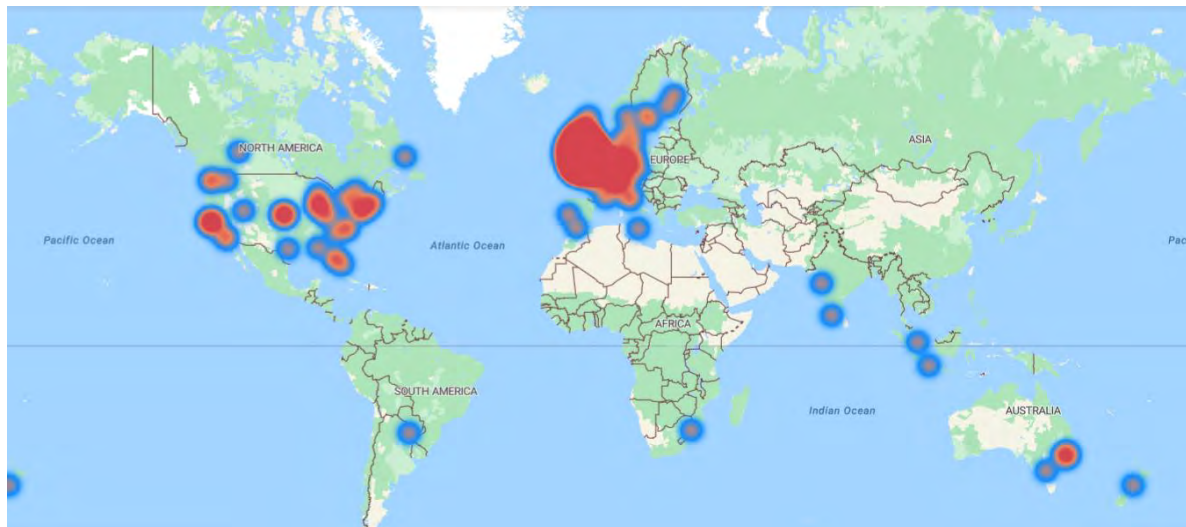 ASIA
NORTH AMERICA
EUROPE
Pacific Ocean
Atlantic Ocean
Pac
AFRICA
SOUTH AMERICA
Indian Ocean
AUSTRALIA